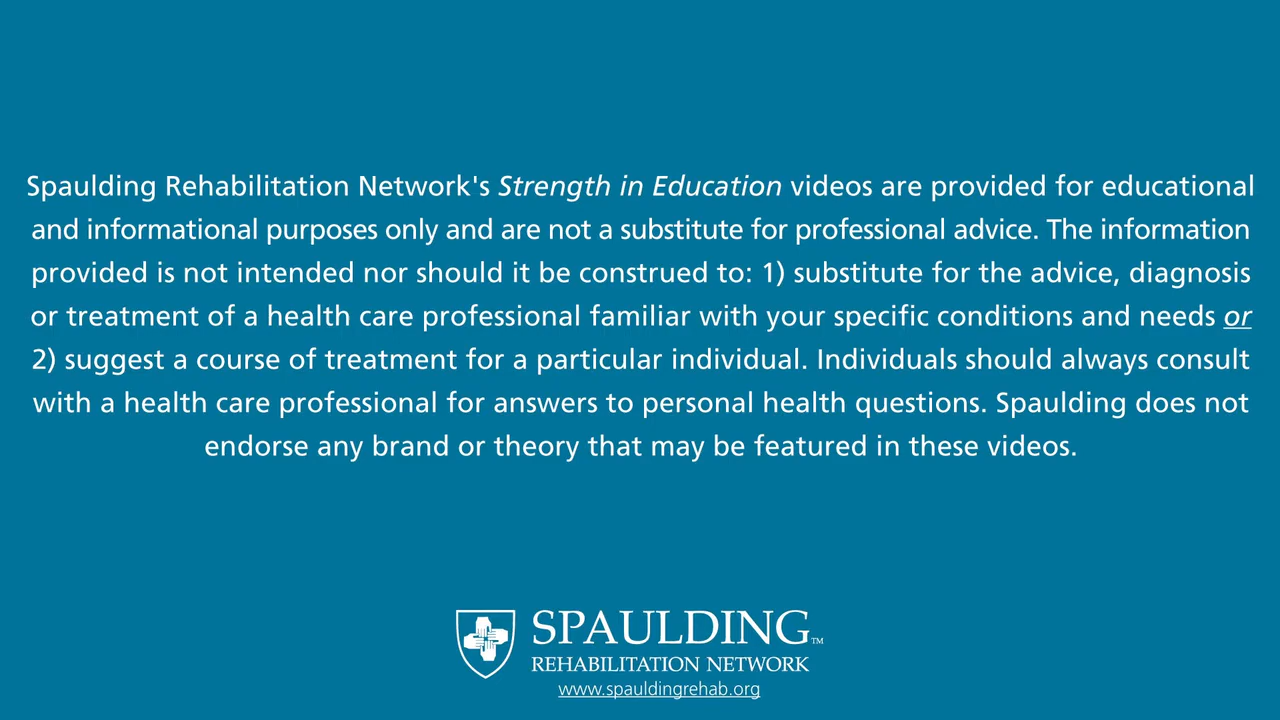 Spaulding Rehabilitation Network's Strength in Education videos are provided for educational
and informational purposes only and are not a substitute for professional advice. The information
provided is not intended nor should it be construed to: 1) substitute for the advice, diagnosis
or treatment of a health care professional familiar with your specific conditions and needs or
2) suggest a course of treatment for a particular individual. Individuals should always consult
with a health care professional for answers to personal health questions. Spaulding does not
endorse any brand or theory that may be featured in these videos.
SPAULDING™
REHABILITATION NETWORK
www.spauldingrehab.org